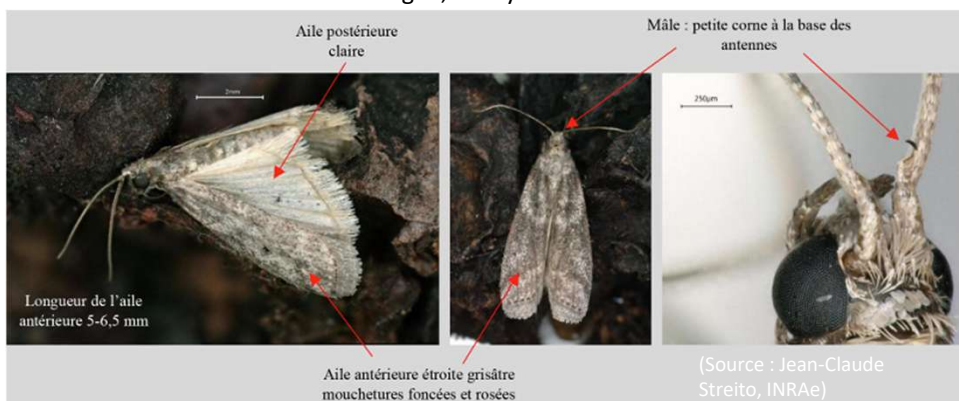 Aile postérieure
claire
Mâle : petite corne à la base des
antennes
2mm
250µm
Longueur de l'aile
antérieure 5-6,5 mm
Aile antérieure étroite grisâtre
mouchetures foncées et rosées
(Source : Jean-Claude
Streito, INRAe)